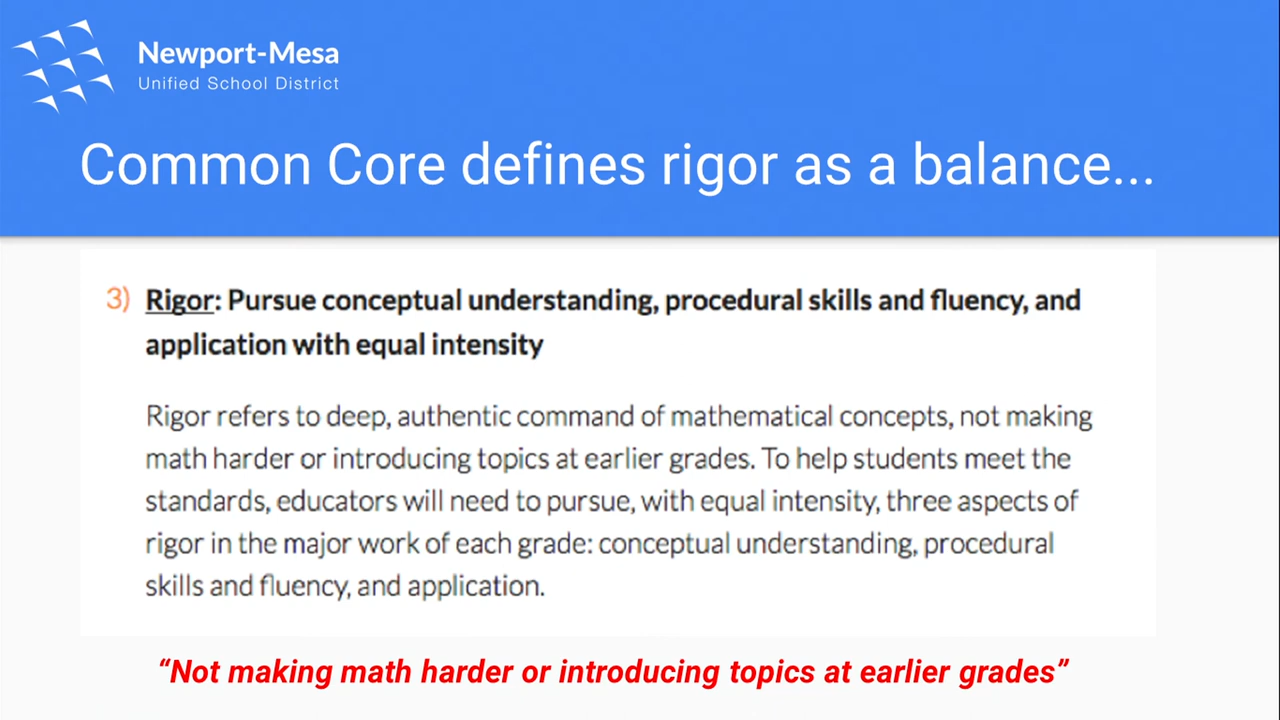 Newport-Mesa
Unified School District
Common Core defines rigor as a balance...
3) Rigor: Pursue conceptual understanding, procedural skills and fluency, and
application with equal intensity
Rigor refers to deep, authentic command of mathematical concepts, not making
math harder or introducing topics at earlier grades. To help students meet the
standards, educators will need to pursue, with equal intensity, three aspects of
rigor in the major work of each grade: conceptual understanding, procedural
skills and fluency, and application.
“Not making math harder or introducing topics at earlier grades”